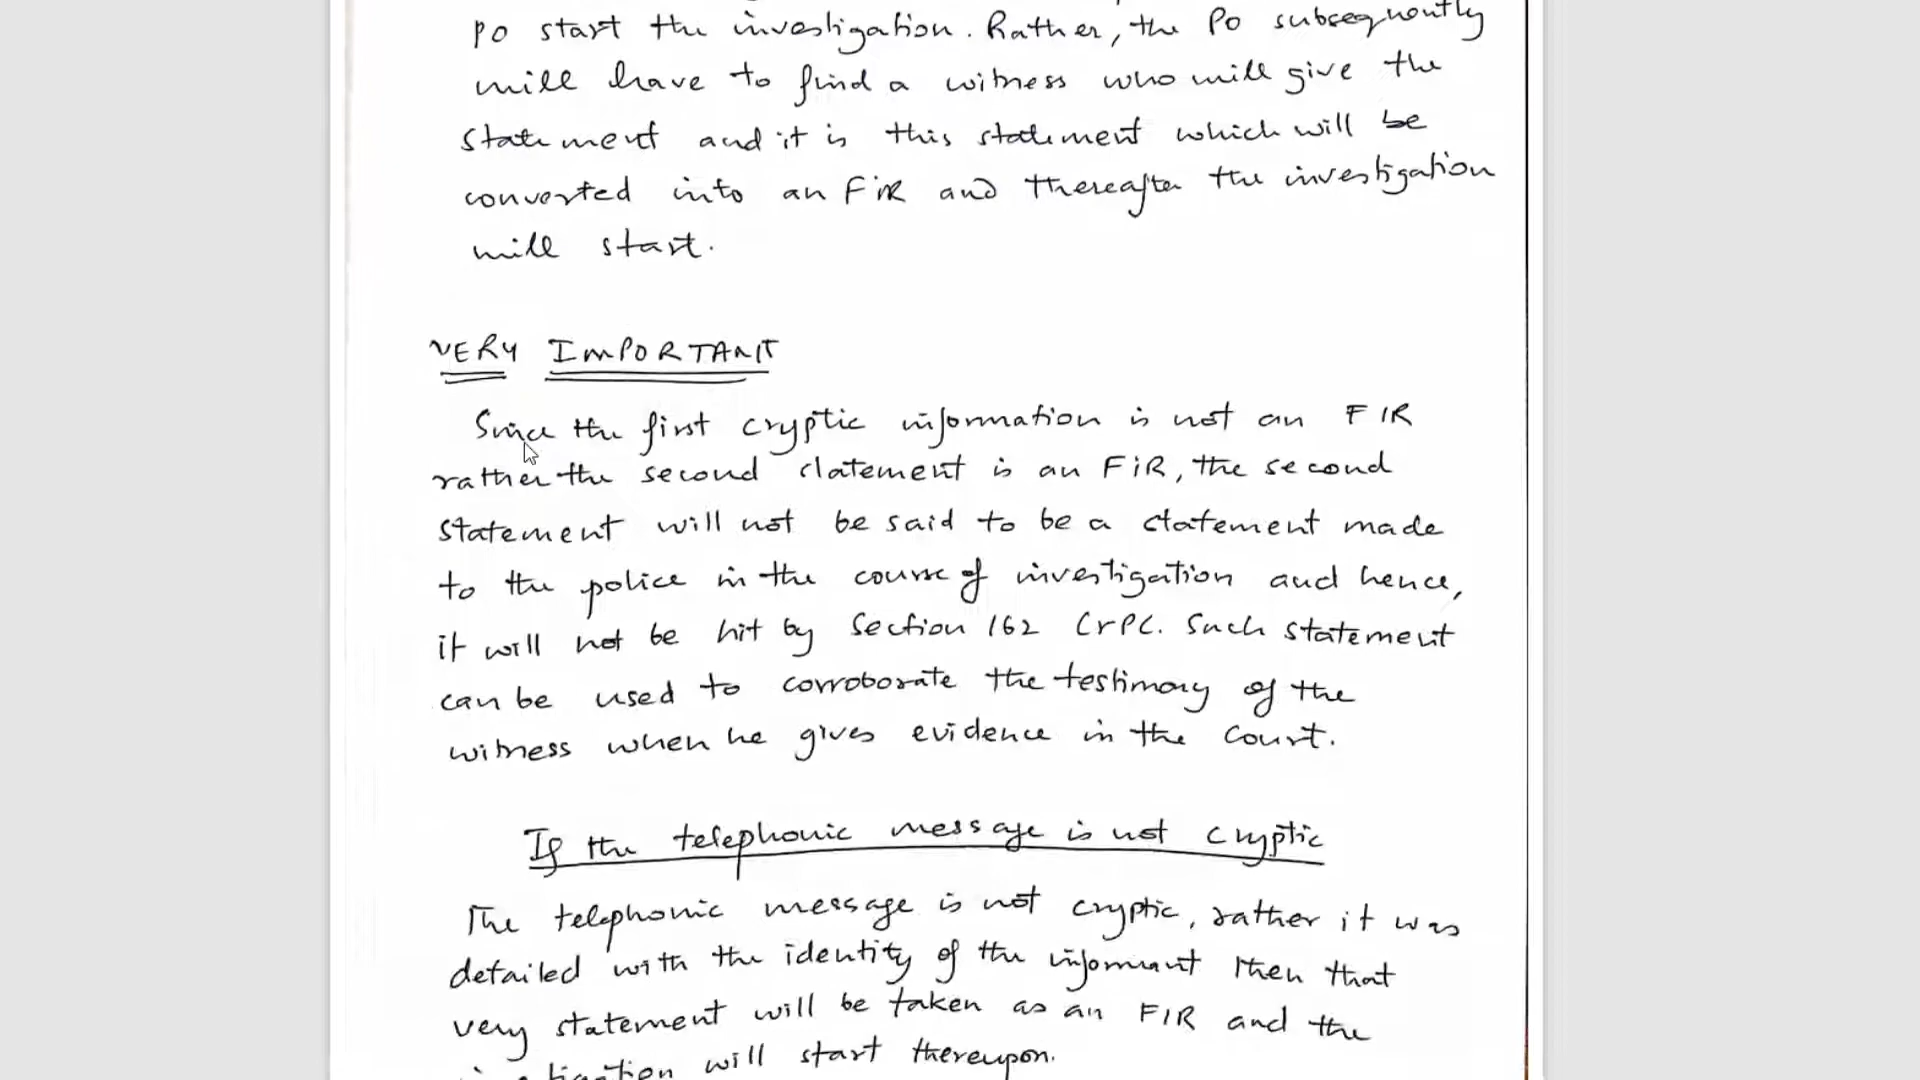 PO start the investigation. Rather, the PO subsequently
will have to find a witness who will give the
statement and it is this statement which will be
converted into an FIR and thereafter the investigation
will start.
VERY IMPORTANT
Since the first cryptic information is not an FIR
rather the second statement is an FIR, the second
statement will not be said to be a statement made
to the police in the course of investigation and hence,
it will not be hit by Section 162 CrPC. Such statement
can be used to corroborate the testimony of the
witness when he gives evidence in the Court.
If the telephonic message is not cryptic
The telephonic message is not cryptic, rather it was
detailed with the identity of the informant then that
very statement will be taken as an FIR and the
will start thereupon.